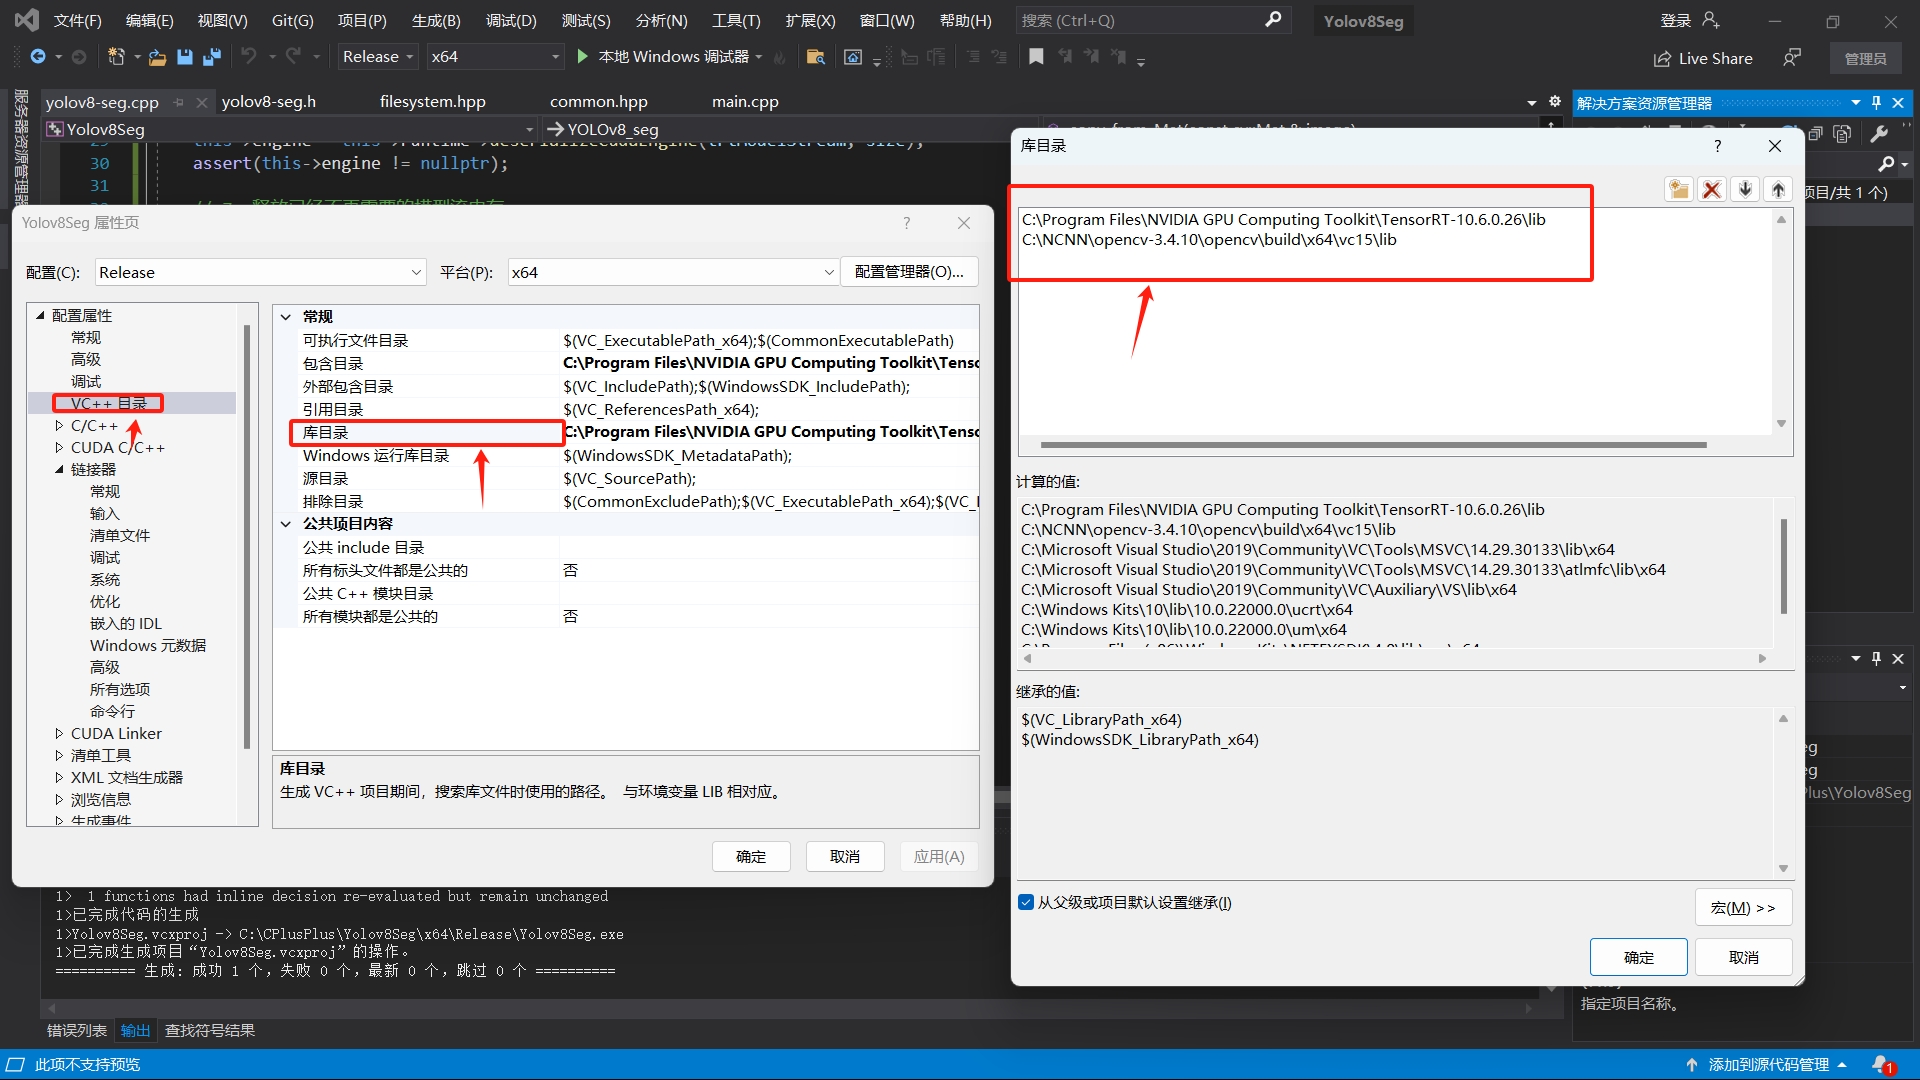 文件(F) 编辑(E) 视图(V) Git(G) 项目(P) 生成(B) 调试(D) 测试(S) 分析(N) 工具(T) 扩展(X) 窗口(W) 帮助(H) 搜索 (Ctrl+Q) Yolov8Seg 登录
Release x64 本地 Windows 调试器 Live Share 管理员
服务器资源管理器
yolov8-seg.cpp yolov8-seg.h filesystem.hpp common.hpp main.cpp
Yolov8Seg YOLOv8_seg
30 assert(this->engine != nullptr);
31
解决方案资源管理器
项目/共 1 个)
Yolov8Seg 属性页
配置(C): Release 平台(P): x64 配置管理器(O)...
配置属性
常规
高级
调试
VC++ 目录
C/C++
CUDA C/C++
链接器
常规
输入
清单文件
调试
系统
优化
嵌入的 IDL
Windows 元数据
高级
所有选项
命令行
CUDA Linker
清单工具
XML 文档生成器
浏览信息
生成事件
常规
可执行文件目录 $(VC_ExecutablePath_x64);$(CommonExecutablePath)
包含目录 C:\Program Files\NVIDIA GPU Computing Toolkit\Tenso
外部包含目录 $(VC_IncludePath);$(WindowsSDK_IncludePath);
引用目录 $(VC_ReferencesPath_x64);
库目录 C:\Program Files\NVIDIA GPU Computing Toolkit\Tenso
Windows 运行库目录 $(WindowsSDK_MetadataPath);
源目录 $(VC_SourcePath);
排除目录 $(CommonExcludePath);$(VC_ExecutablePath_x64);$(VC_I
公共项目内容
公共 include 目录
所有标头文件都是公共的 否
公共 C++ 模块目录
所有模块都是公共的 否
库目录
生成 VC++ 项目期间，搜索库文件时使用的路径。 与环境变量 LIB 相对应。
确定 取消 应用(A)
库目录
C:\Program Files\NVIDIA GPU Computing Toolkit\TensorRT-10.6.0.26\lib
C:\NCNN\opencv-3.4.10\opencv\build\x64\vc15\lib
计算的值:
C:\Program Files\NVIDIA GPU Computing Toolkit\TensorRT-10.6.0.26\lib
C:\NCNN\opencv-3.4.10\opencv\build\x64\vc15\lib
C:\Microsoft Visual Studio\2019\Community\VC\Tools\MSVC\14.29.30133\lib\x64
C:\Microsoft Visual Studio\2019\Community\VC\Tools\MSVC\14.29.30133\atlmfc\lib\x64
C:\Microsoft Visual Studio\2019\Community\VC\Auxiliary\VS\lib\x64
C:\Windows Kits\10\lib\10.0.22000.0\ucrt\x64
C:\Windows Kits\10\lib\10.0.22000.0\um\x64
继承的值:
$(VC_LibraryPath_x64)
$(WindowsSDK_LibraryPath_x64)
从父级或项目默认设置继承(I)
宏(M) >>
确定 取消
eg
eg
Plus\Yolov8Seg
指定项目名称。
1> 1 functions had inline decision re-evaluated but remain unchanged
1>已完成代码的生成
1>Yolov8Seg.vcxproj -> C:\CPlusPlus\Yolov8Seg\x64\Release\Yolov8Seg.exe
1>已完成生成项目“Yolov8Seg.vcxproj”的操作。
========== 生成: 成功 1 个，失败 0 个，最新 0 个，跳过 0 个 ==========
错误列表 输出 查找符号结果
此项不支持预览 添加到源代码管理 1